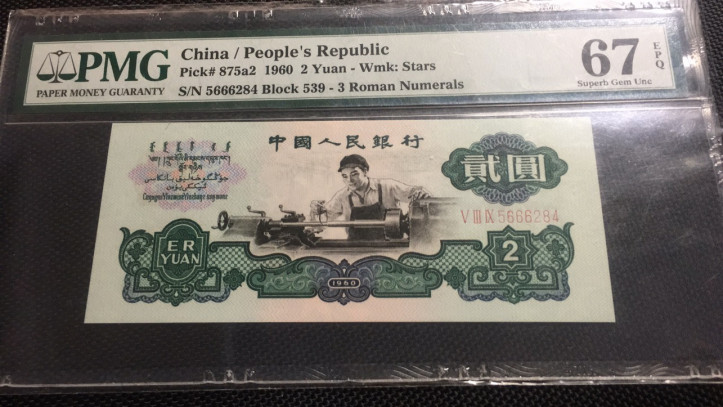 PMG
PAPER MONEY GUARANTY
China / People's Republic
Pick# 875a2 1960 2 Yuan - Wmk: Stars
S/N 5666284 Block 539 - 3 Roman Numerals
67
EPQ
Superb Gem Unc
中國人民銀行
貳圓
V III IX 5666284
ER
YUAN
2
1960